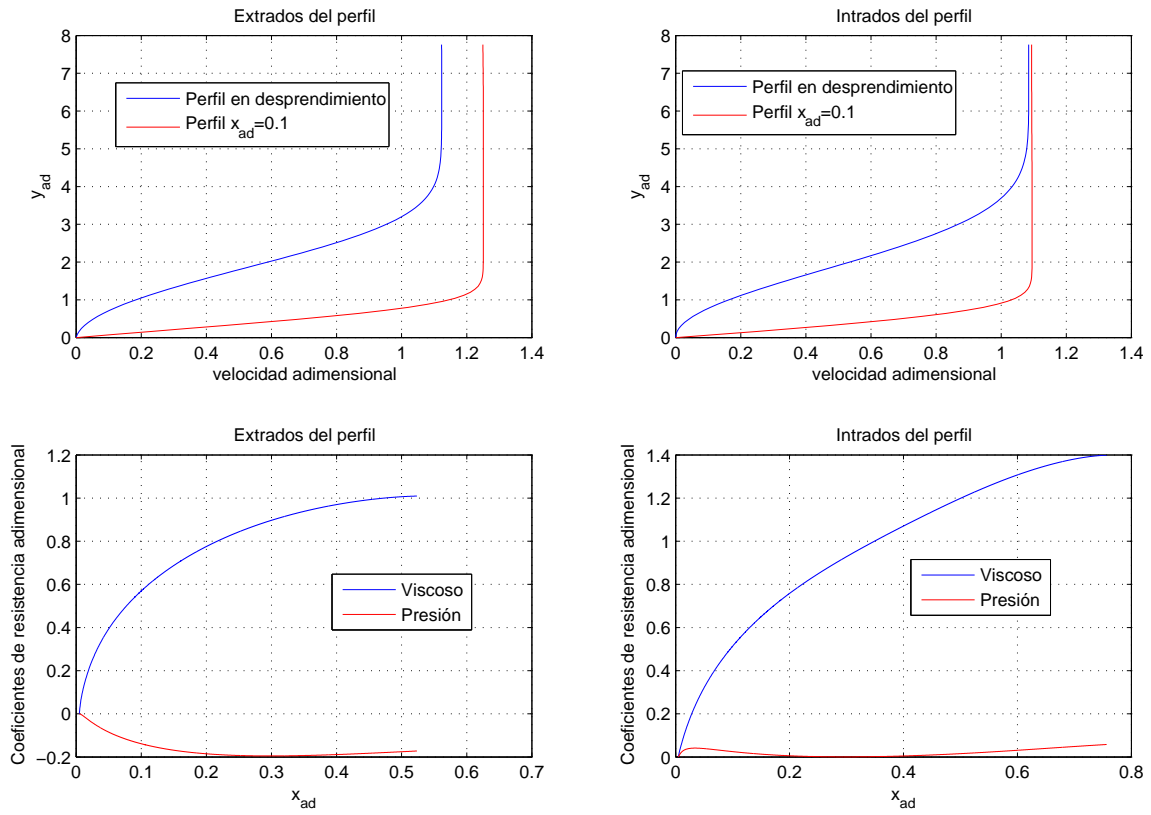 Extrados del perfil
8
7
6
5
4
3
2
1
0
y_ad
Perfil en desprendimiento
Perfil x_ad=0.1
0 0.2 0.4 0.6 0.8 1 1.2 1.4
velocidad adimensional
Intrados del perfil
8
7
6
5
4
3
2
1
0
y_ad
Perfil en desprendimiento
Perfil x_ad=0.1
0 0.2 0.4 0.6 0.8 1 1.2 1.4
velocidad adimensional
Extrados del perfil
1.2
1
0.8
0.6
0.4
0.2
0
−0.2
Coeficientes de resistencia adimensional
Viscoso
Presión
0 0.1 0.2 0.3 0.4 0.5 0.6 0.7
x_ad
Intrados del perfil
1.4
1.2
1
0.8
0.6
0.4
0.2
0
Coeficientes de resistencia adimensional
Viscoso
Presión
0 0.2 0.4 0.6 0.8
x_ad